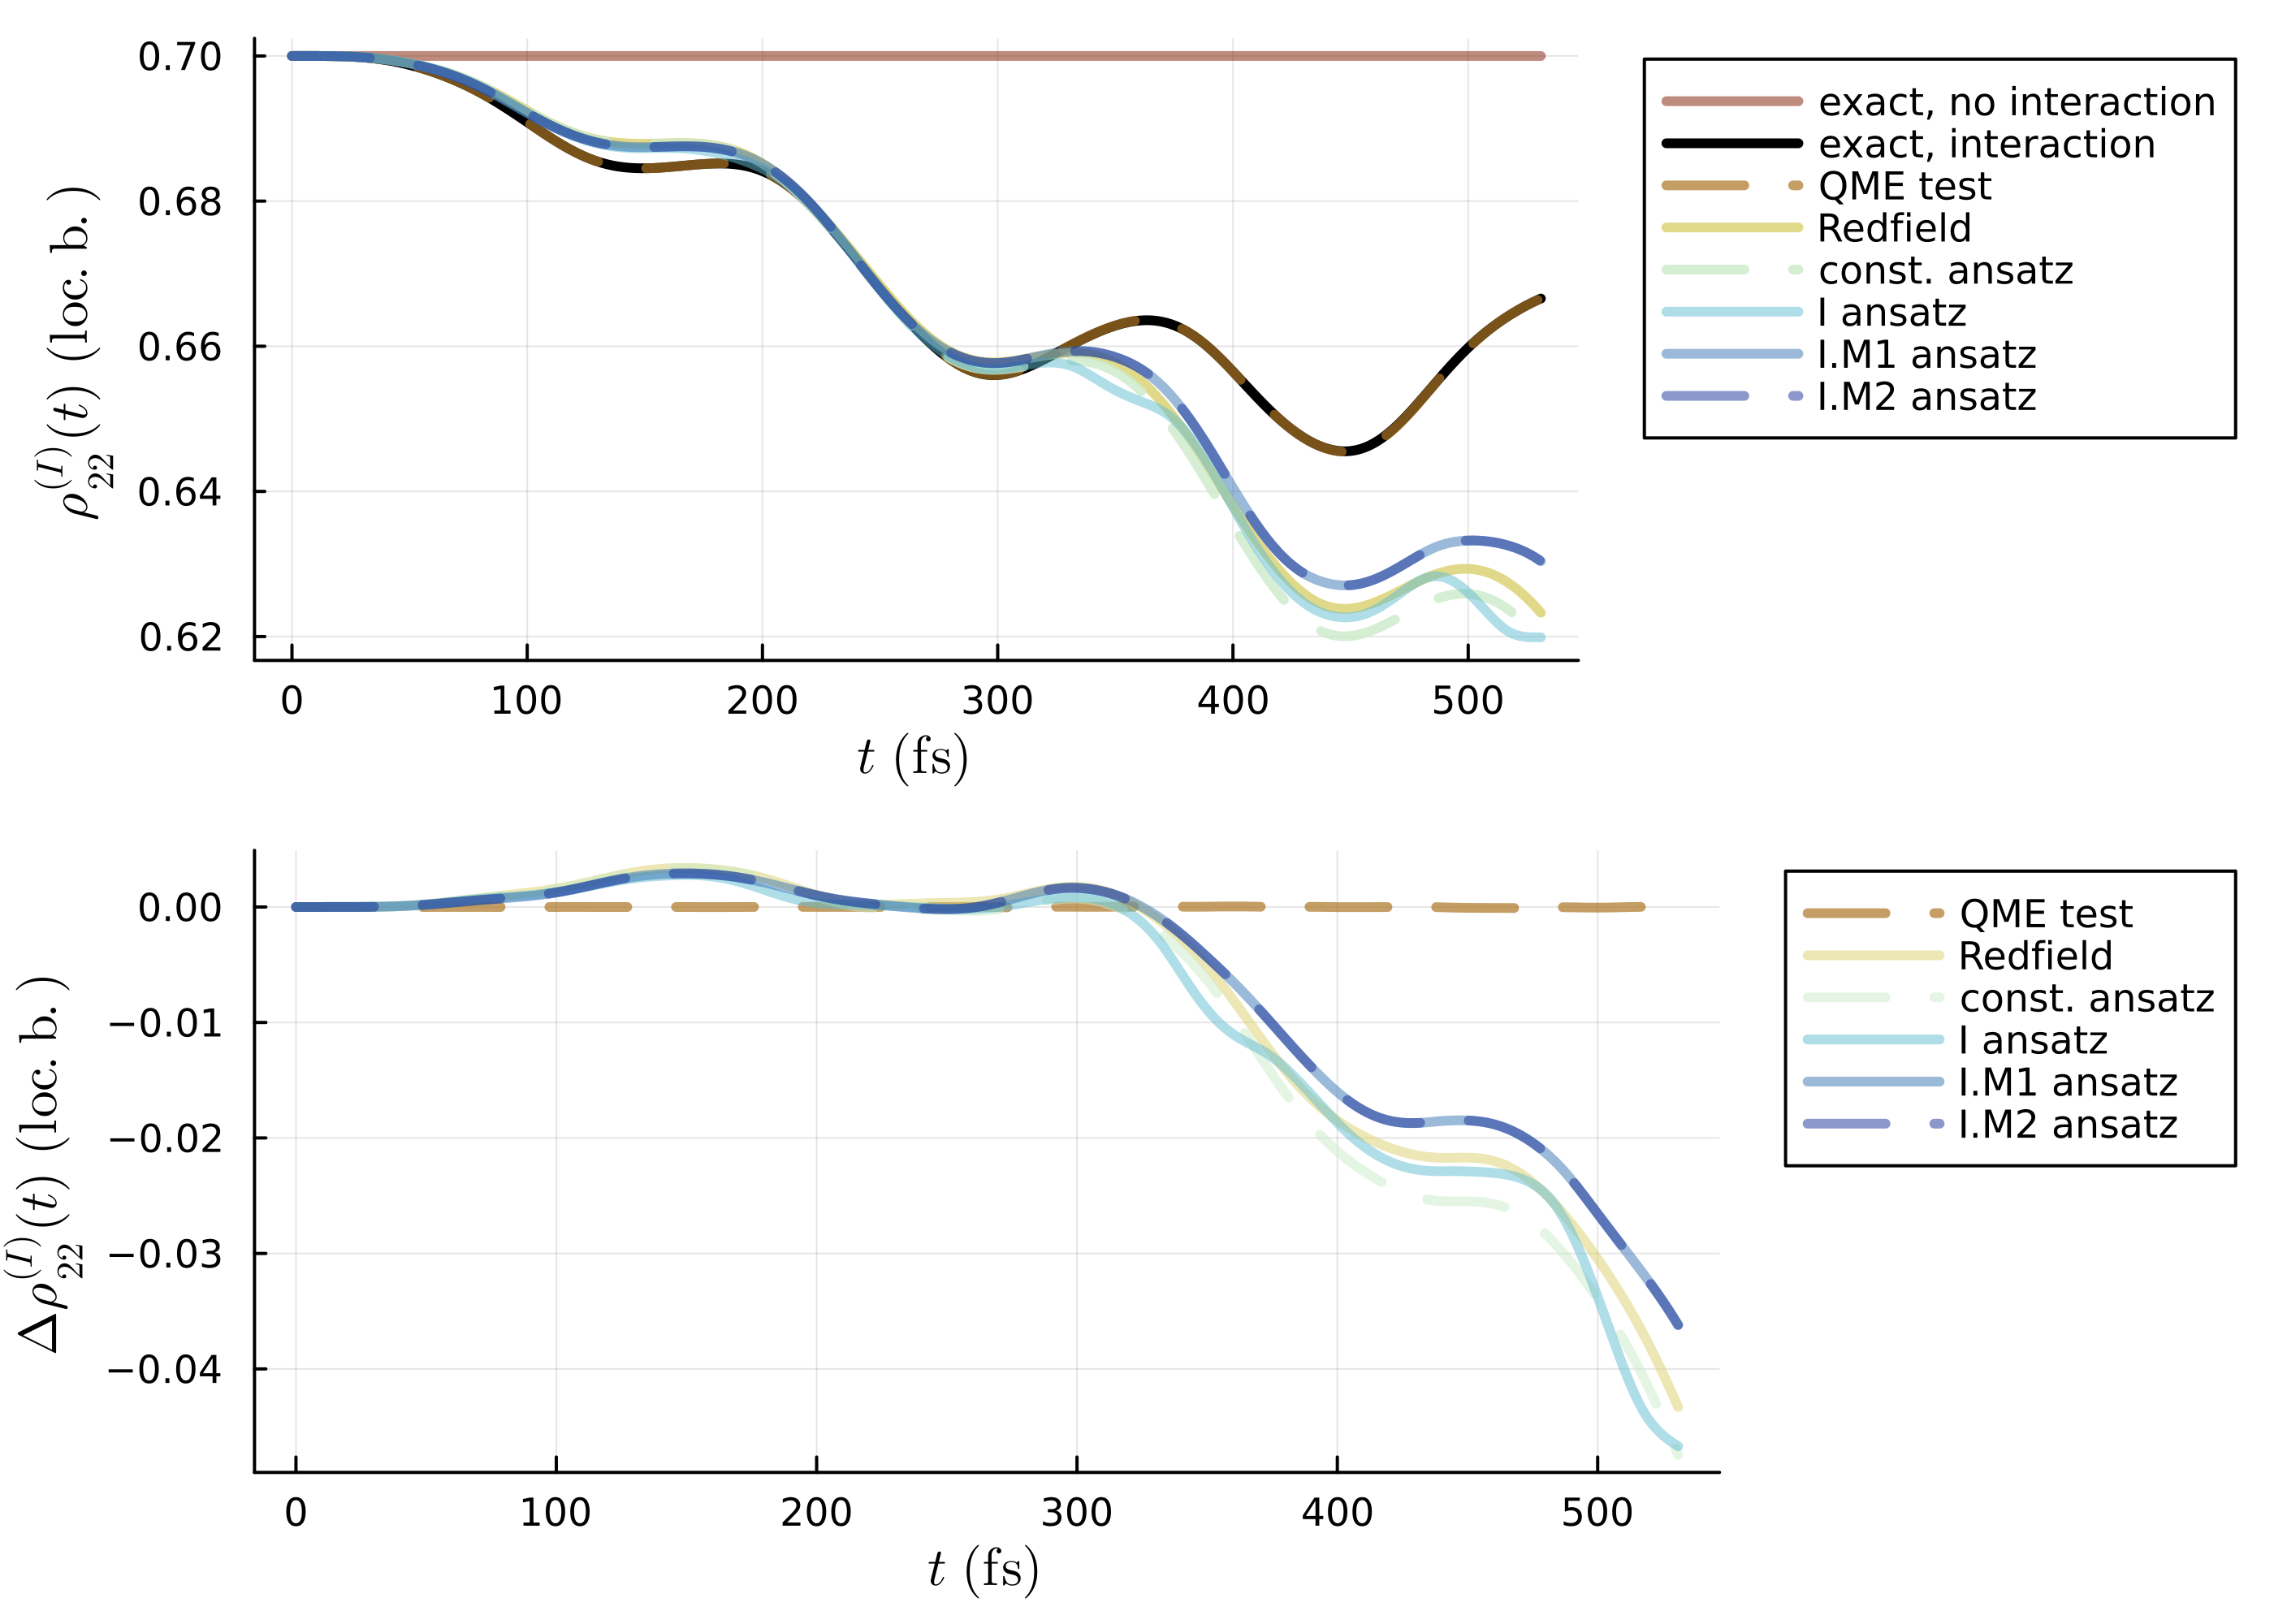 0.70
0.68
0.66
0.64
0.62
ρ₂₂⁽ᴵ⁾(t) (loc. b. )
0 100 200 300 400 500
t (fs)
exact, no interaction
exact, interaction
QME test
Redfield
const. ansatz
I ansatz
I.M1 ansatz
I.M2 ansatz
0.00
−0.01
−0.02
−0.03
−0.04
Δρ₂₂⁽ᴵ⁾(t) (loc. b. )
0 100 200 300 400 500
t (fs)
QME test
Redfield
const. ansatz
I ansatz
I.M1 ansatz
I.M2 ansatz